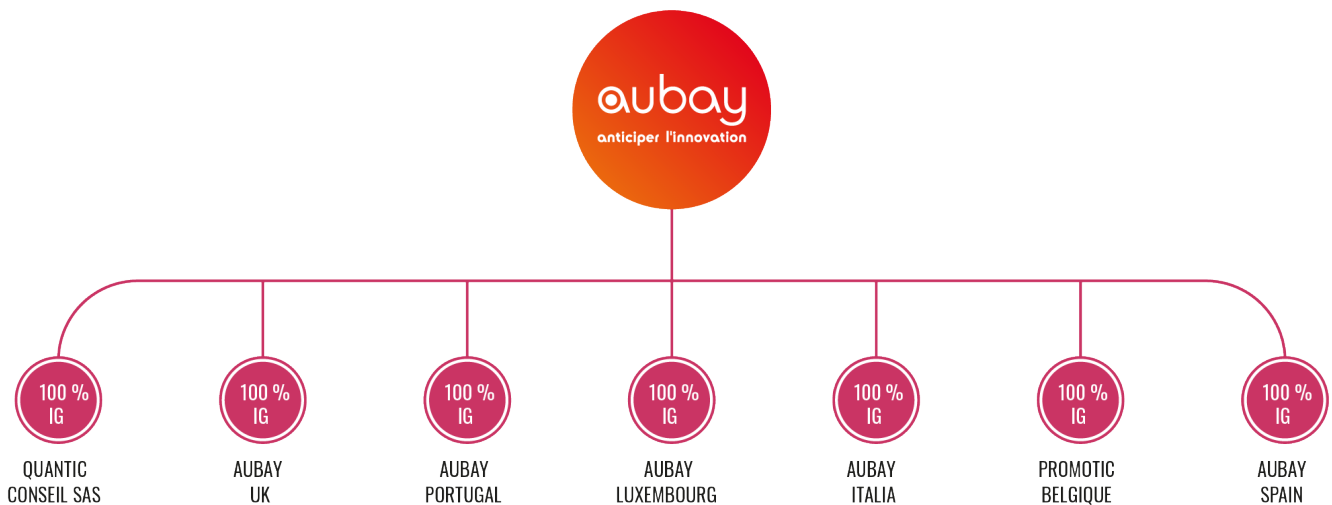 aubay
anticiper l'innovation
100 %
IG
100 %
IG
100 %
IG
100 %
IG
100 %
IG
100 %
IG
100 %
IG
QUANTIC
CONSEIL SAS
AUBAY
UK
AUBAY
PORTUGAL
AUBAY
LUXEMBOURG
AUBAY
ITALIA
PROMOTIC
BELGIQUE
AUBAY
SPAIN